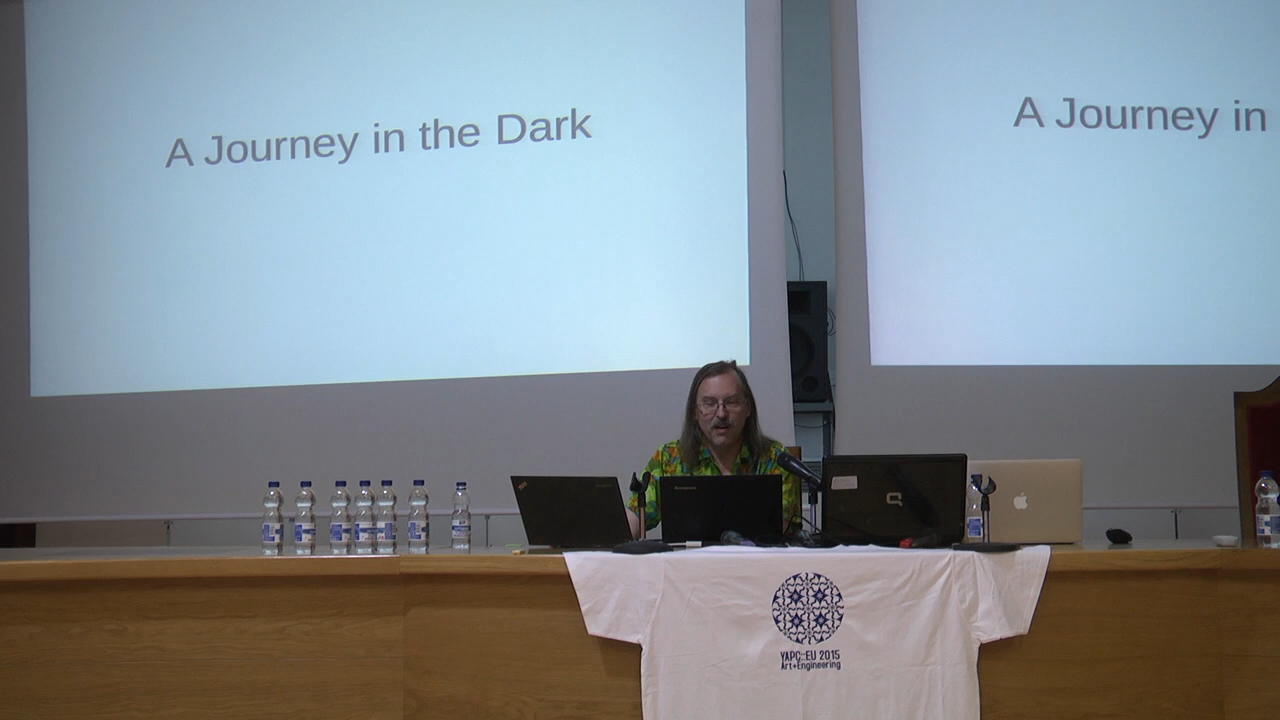 A Journey in the Dark
A Journey in
YAPC::EU 2015
Art+Engineering